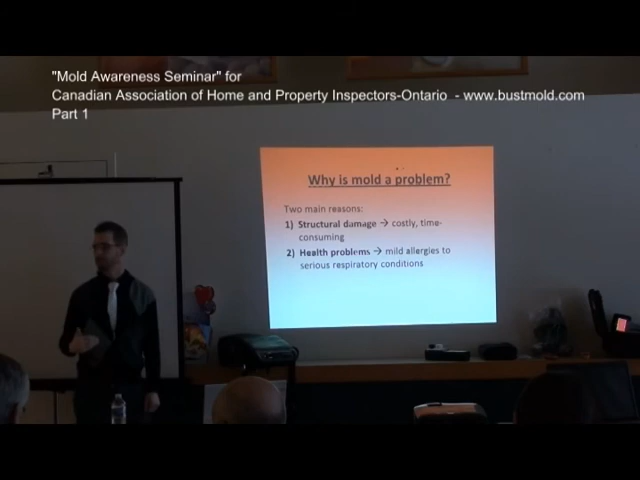 "Mold Awareness Seminar" for
Canadian Association of Home and Property Inspectors-Ontario - www.bustmold.com
Part 1
Why is mold a problem?
Two main reasons:
1) Structural damage → costly, time-
consuming
2) Health problems → mild allergies to
serious respiratory conditions